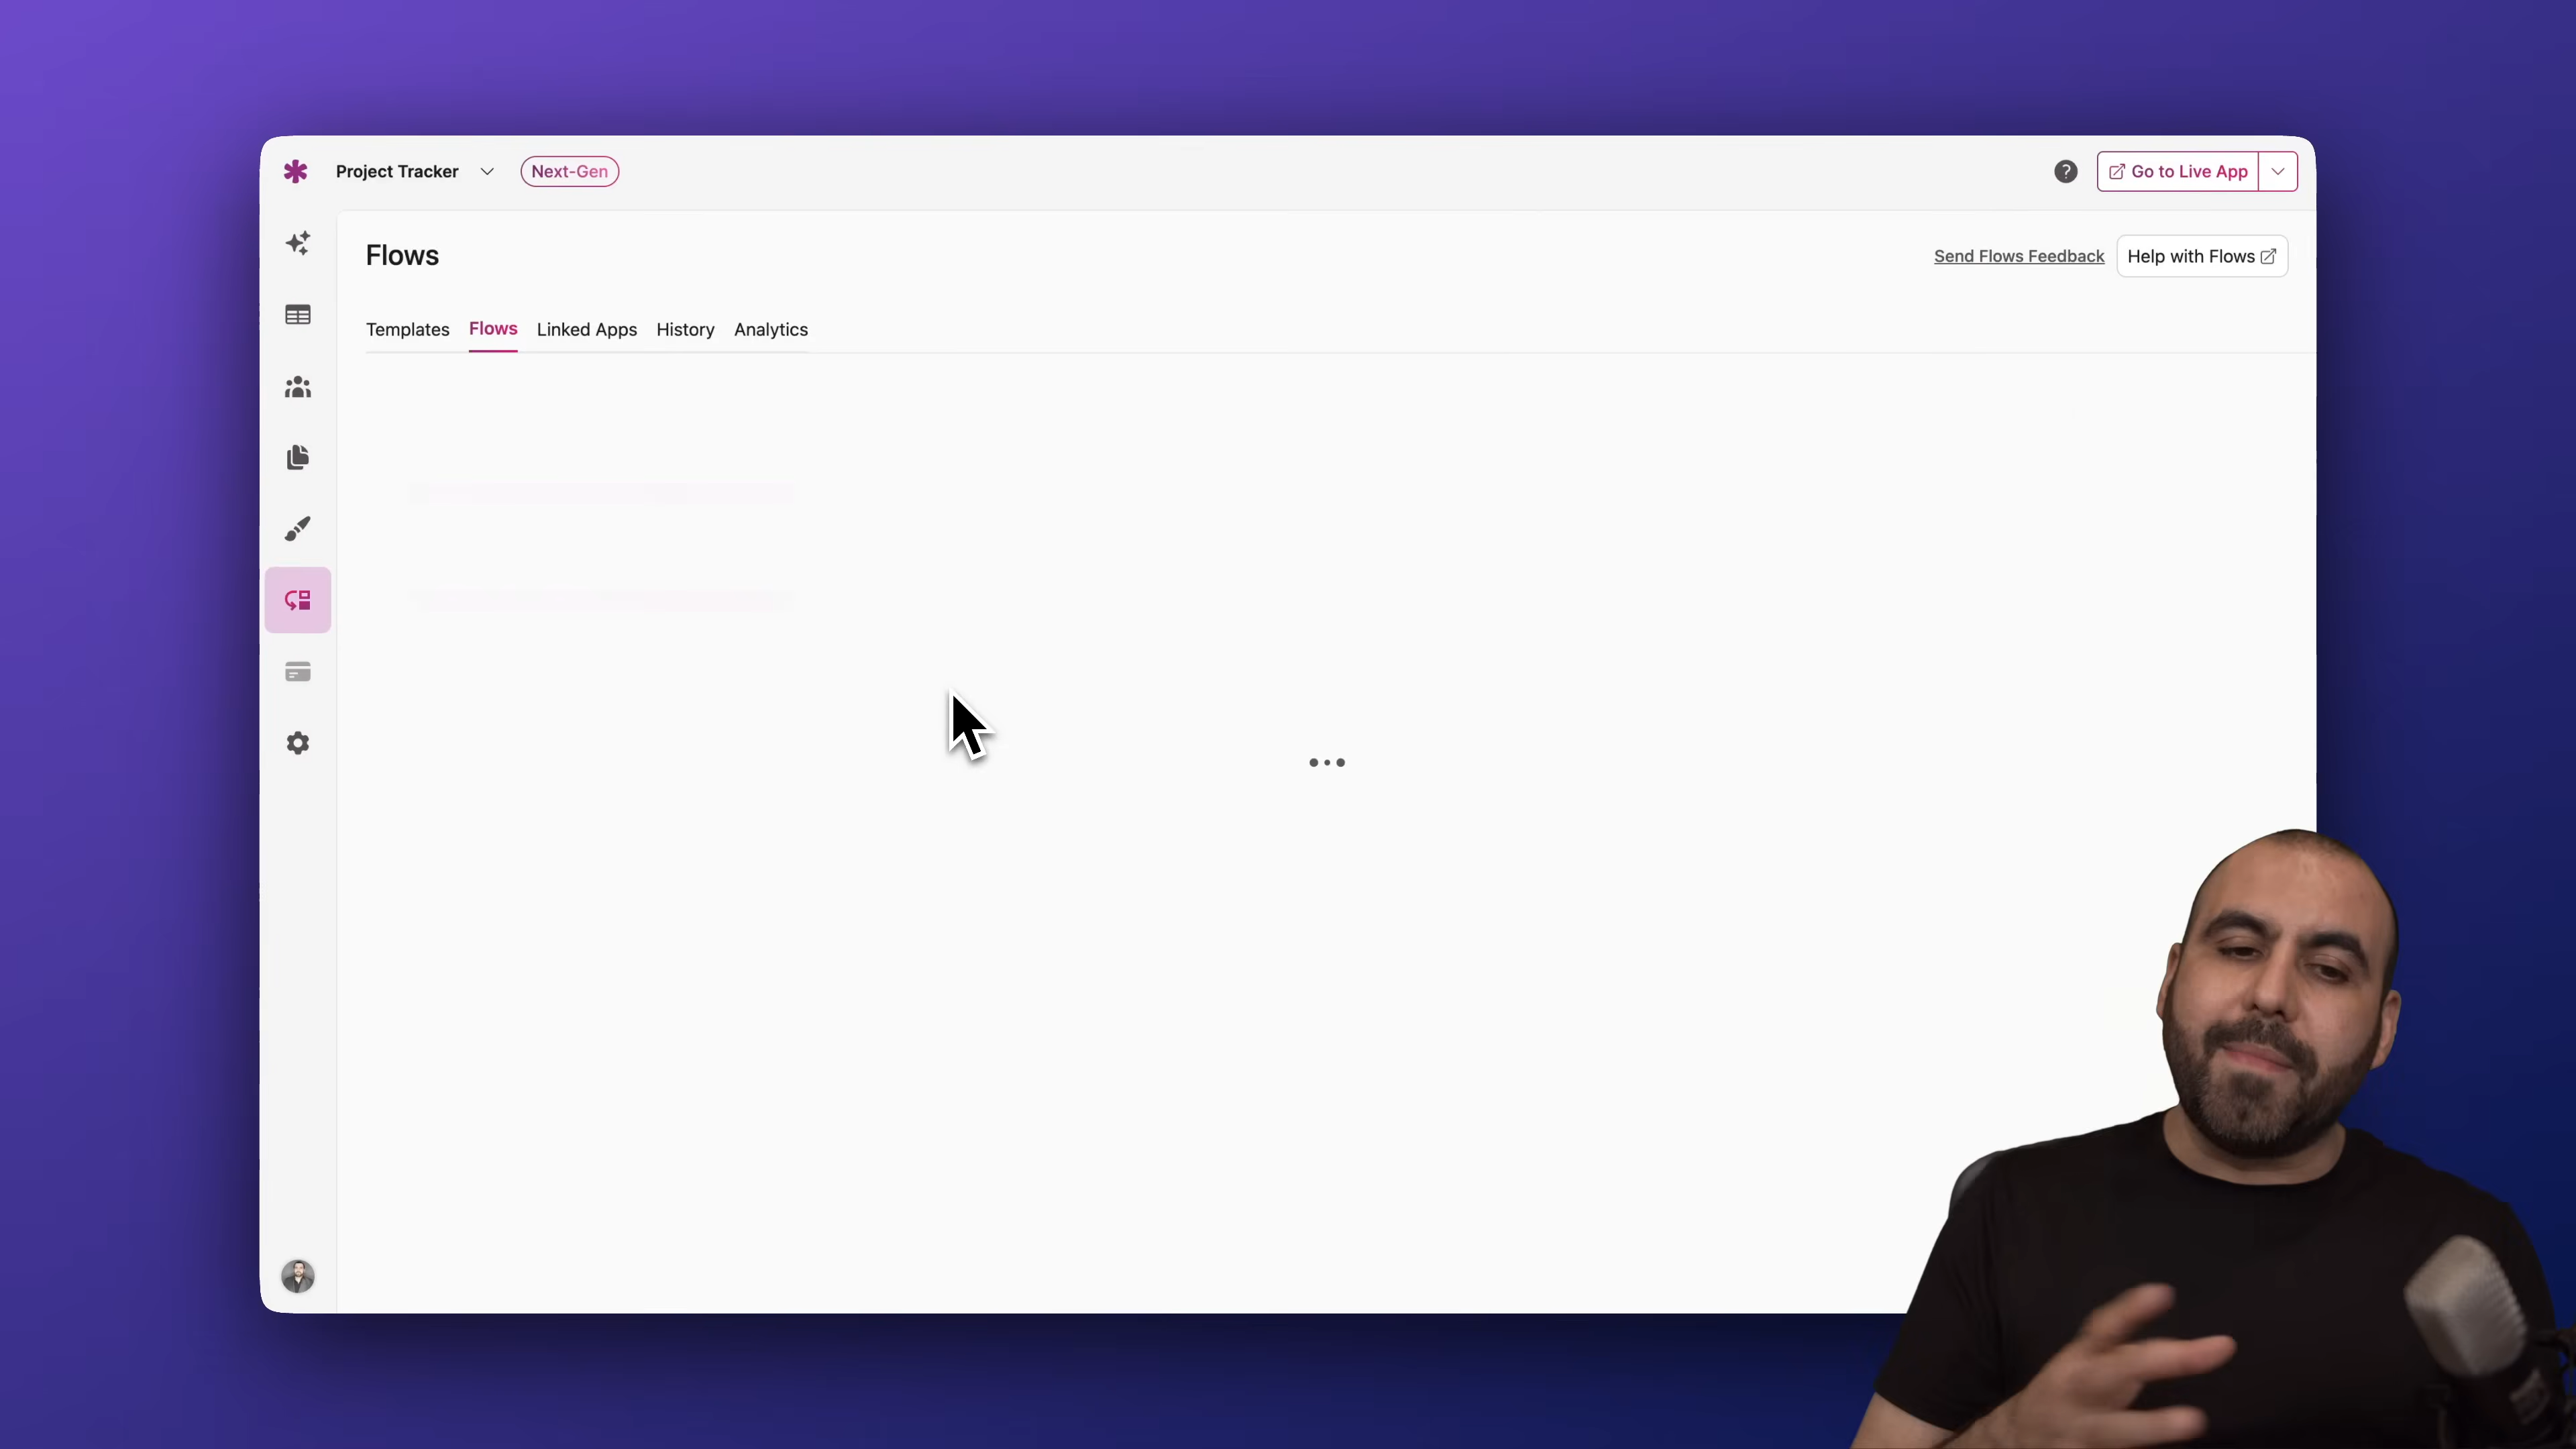 Project Tracker
Next-Gen
Go to Live App
Flows
Send Flows Feedback
Help with Flows
Templates
Flows
Linked Apps
History
Analytics